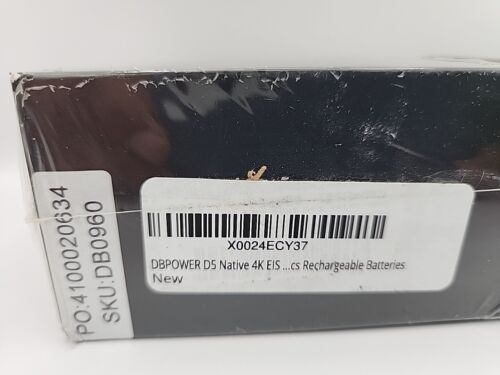 PO:4100020634
SKU:DB0960
X0024ECY37
DBPOWER D5 Native 4K EIS ...cs Rechargeable Batteries
New